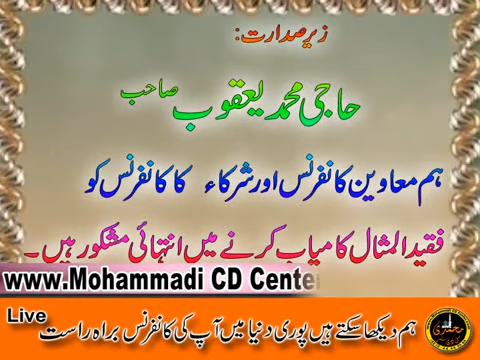 زیرِ صدارت:
حاجی محمد یعقوب صاحب
ہم معاوین کانفرنس اور شرکاء کا کانفرنس کو
فقید المثال کامیاب کرنے میں انتہائی مشکور ہیں۔
www.Mohammadi CD Center
Live ہم دیکھا سکتے ہیں پوری دنیا میں آپ کی کانفرنس براہ راست